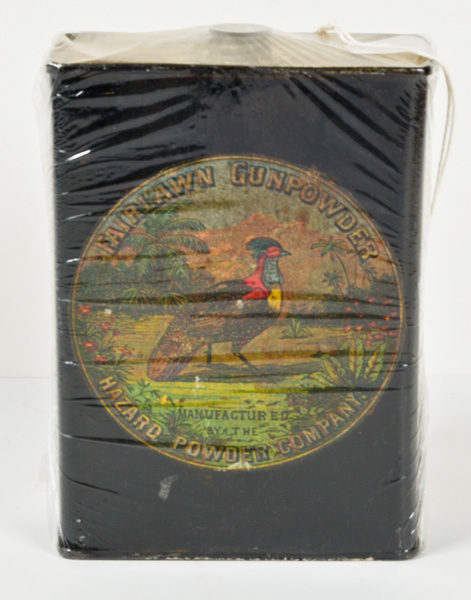 FAIRLAWN GUNPOWDER
MANUFACTURED
BY THE
HAZARD POWDER COMPANY.